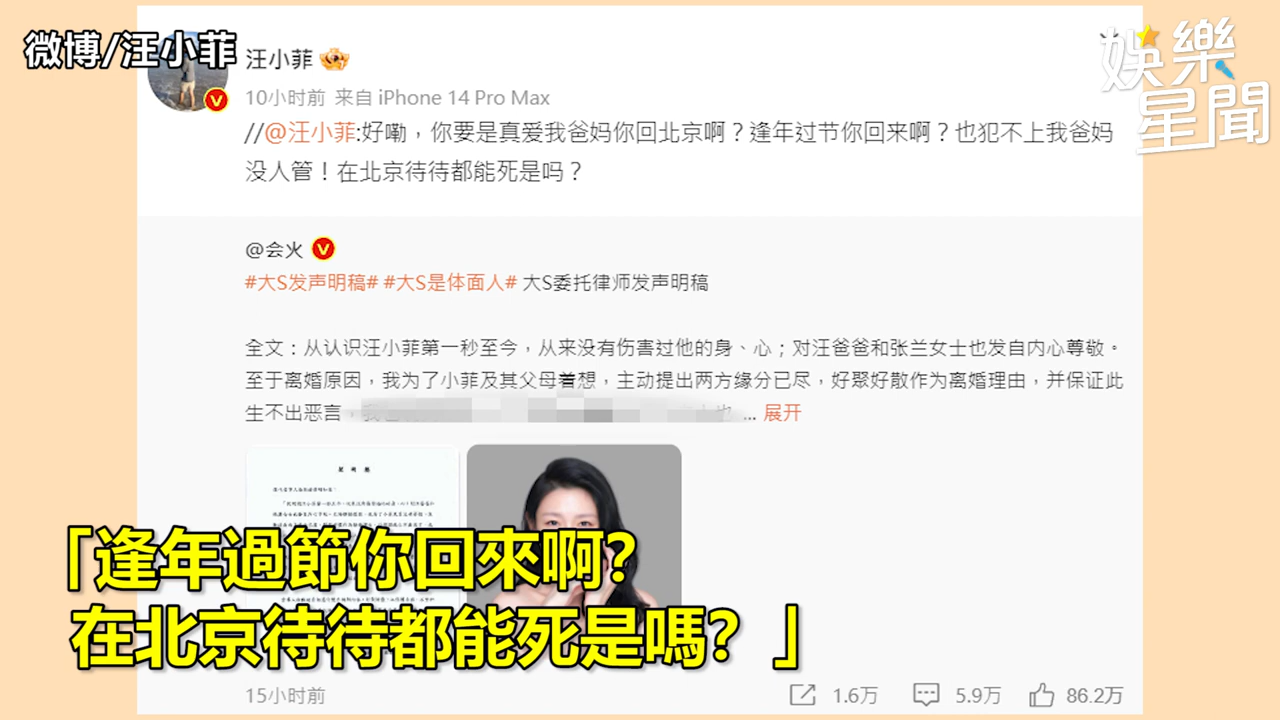 微博/汪小菲
娛樂
星聞
汪小菲
10小时前 来自 iPhone 14 Pro Max
//@汪小菲:好嘞，你要是真爱我爸妈你回北京啊？逢年过节你回来啊？也犯不上我爸妈
没人管！在北京待待都能死是吗？
@会火
#大S发声明稿# #大S是体面人# 大S委托律师发声明稿
全文：从认识汪小菲第一秒至今，从来没有伤害过他的身、心；对汪爸爸和张兰女士也发自内心尊敬。
至于离婚原因，我为了小菲及其父母着想，主动提出两方缘分已尽，好聚好散作为离婚理由，并保证此
生不出恶言， ... 展开
「逢年過節你回來啊？
在北京待待都能死是嗎？」
15小时前 1.6万 5.9万 86.2万